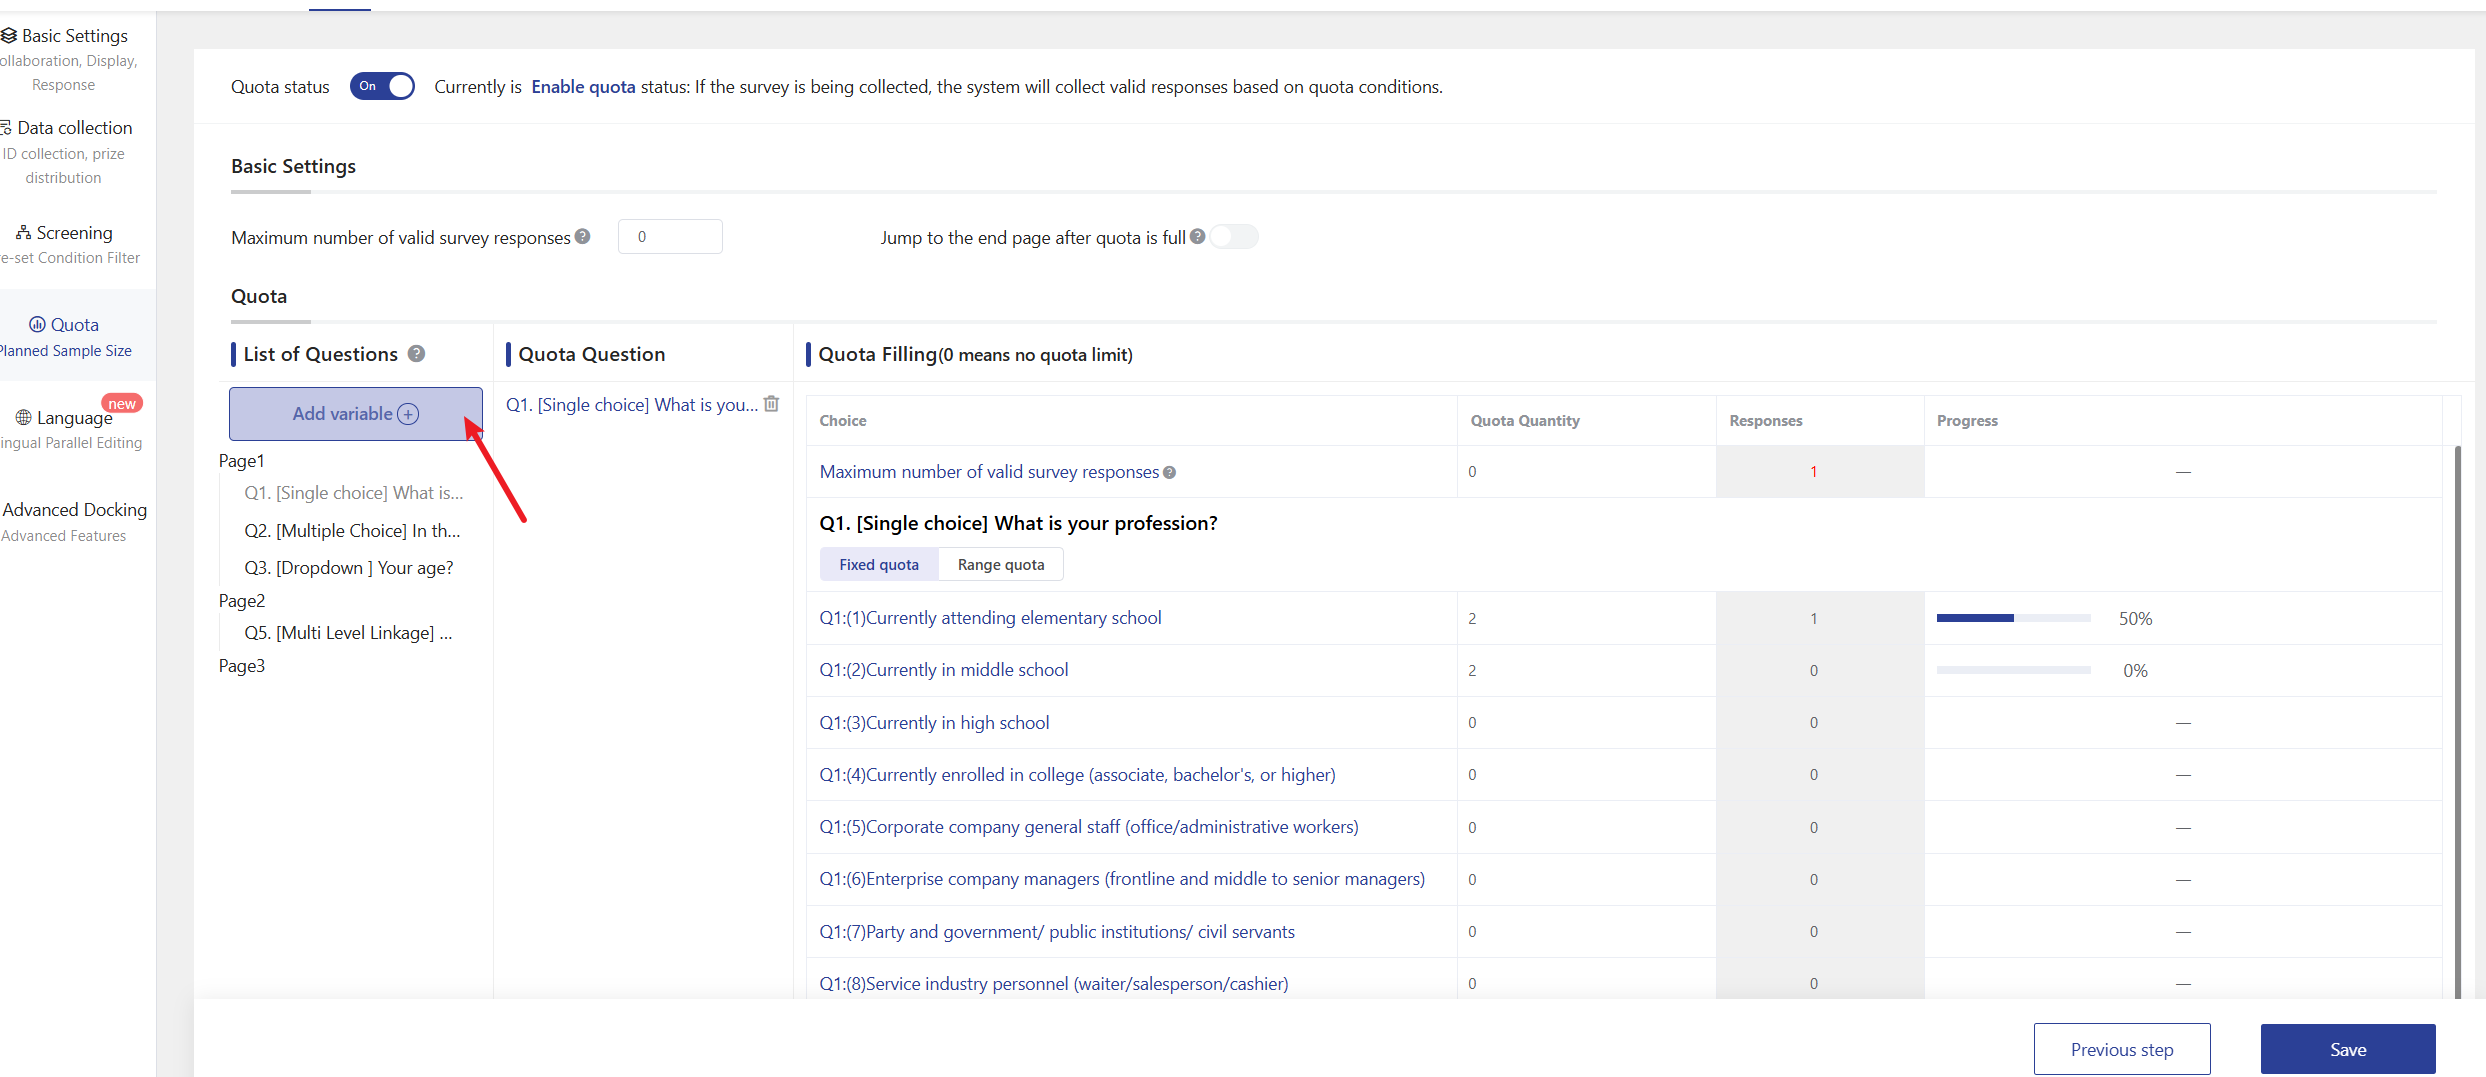 Basic Settings
ollaboration, Display,
Response
Data collection
ID collection, prize
distribution
Screening
e-set Condition Filter
Quota
Planned Sample Size
new
Language
ingual Parallel Editing
Advanced Docking
Advanced Features
Quota status On Currently is Enable quota status: If the survey is being collected, the system will collect valid responses based on quota conditions.
Basic Settings
Maximum number of valid survey responses ? 0 Jump to the end page after quota is full ?
Quota
List of Questions ?
Add variable +
Page1
Q1. [Single choice] What is...
Q2. [Multiple Choice] In th...
Q3. [Dropdown ] Your age?
Page2
Q5. [Multi Level Linkage] ...
Page3
Quota Question
Q1. [Single choice] What is you...
Quota Filling(0 means no quota limit)
Choice Quota Quantity Responses Progress
Maximum number of valid survey responses ? 0 1 —
Q1. [Single choice] What is your profession?
Fixed quota Range quota
Q1:(1)Currently attending elementary school 2 1 50%
Q1:(2)Currently in middle school 2 0 0%
Q1:(3)Currently in high school 0 0 —
Q1:(4)Currently enrolled in college (associate, bachelor's, or higher) 0 0 —
Q1:(5)Corporate company general staff (office/administrative workers) 0 0 —
Q1:(6)Enterprise company managers (frontline and middle to senior managers) 0 0 —
Q1:(7)Party and government/ public institutions/ civil servants 0 0 —
Q1:(8)Service industry personnel (waiter/salesperson/cashier) 0 0 —
Previous step Save